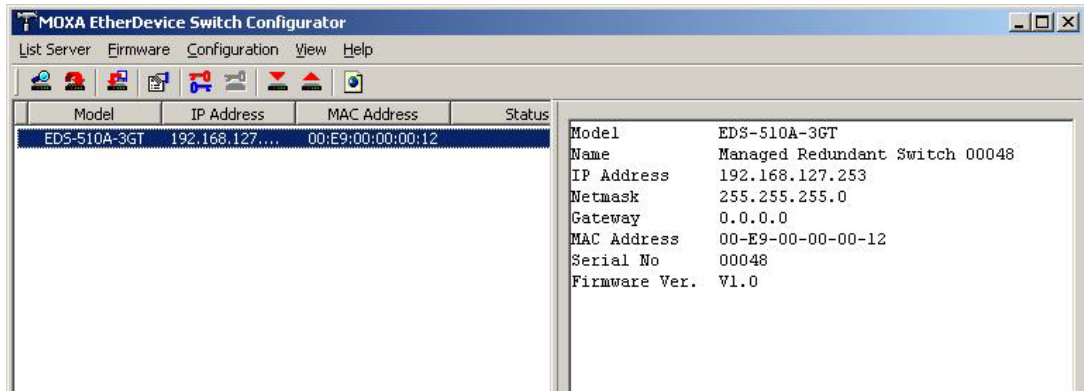 MOXA EtherDevice Switch Configurator
List Server Firmware Configuration View Help
Model IP Address MAC Address Status
EDS-510A-3GT 192.168.127.... 00:E9:00:00:00:12
Model EDS-510A-3GT
Name Managed Redundant Switch 00048
IP Address 192.168.127.253
Netmask 255.255.255.0
Gateway 0.0.0.0
MAC Address 00-E9-00-00-00-12
Serial No 00048
Firmware Ver. V1.0